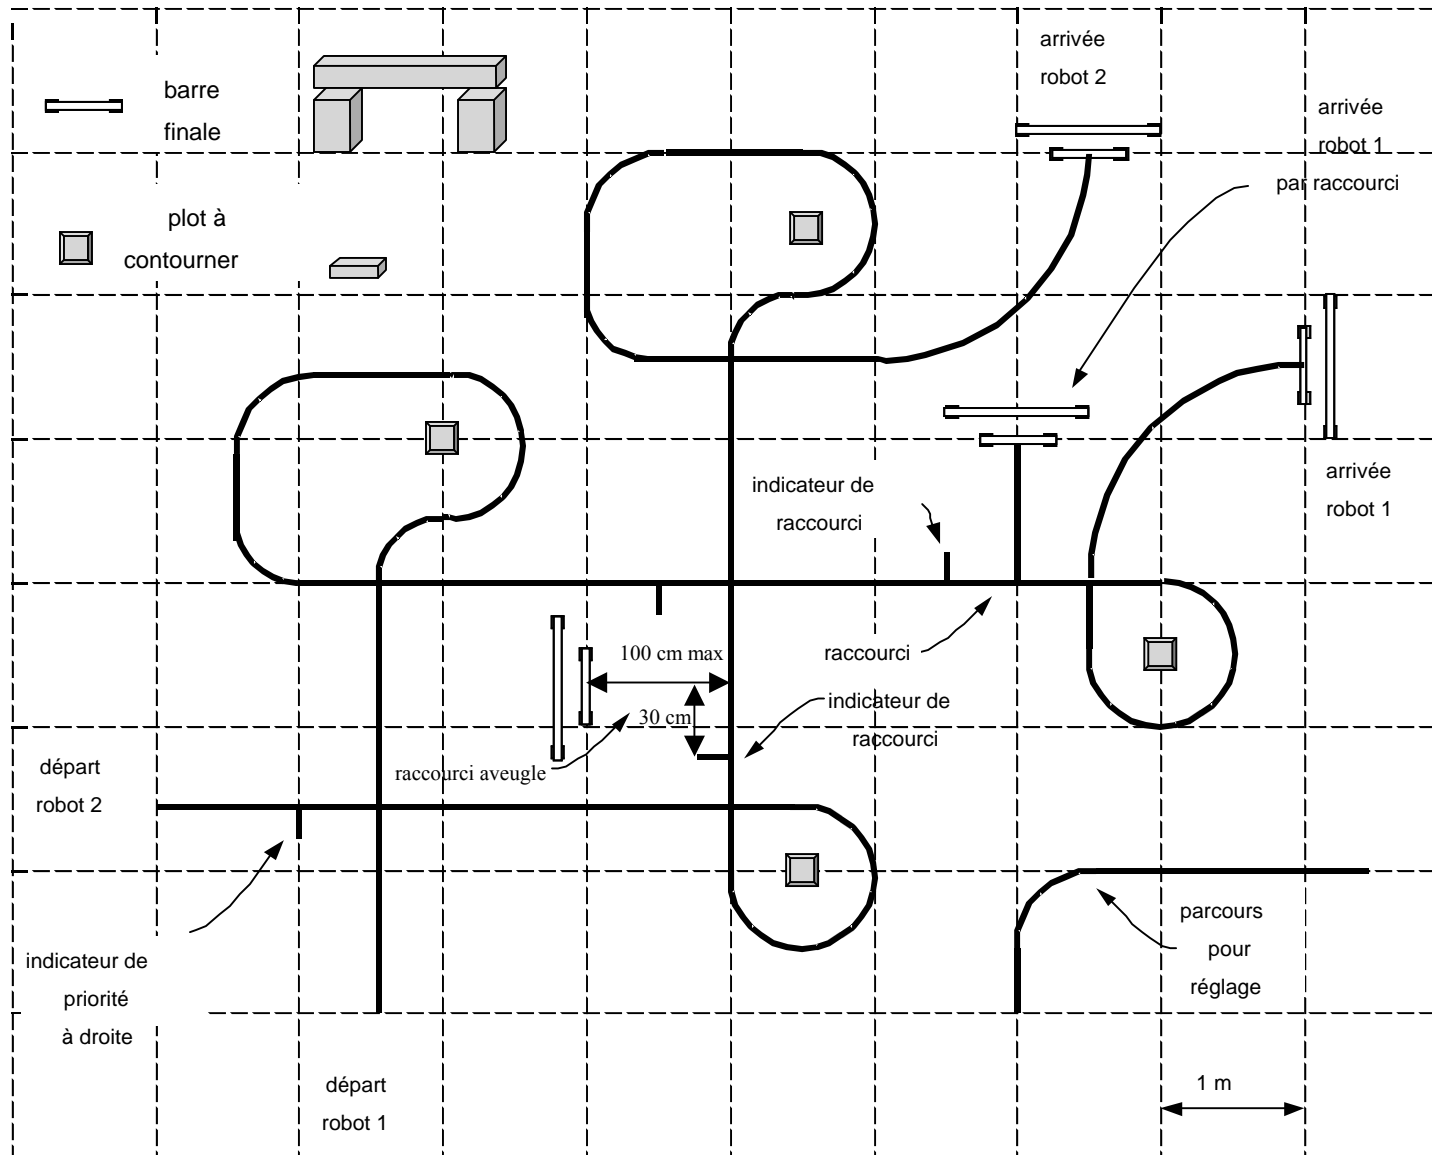 arrivée
robot 2
barre
finale
arrivée
robot 1
par raccourci
plot à
contourner
arrivée
robot 1
indicateur de
raccourci
100 cm max
raccourci
30 cm
indicateur de
raccourci
raccourci aveugle
départ
robot 2
parcours
pour
réglage
indicateur de
priorité
à droite
départ
robot 1
1 m